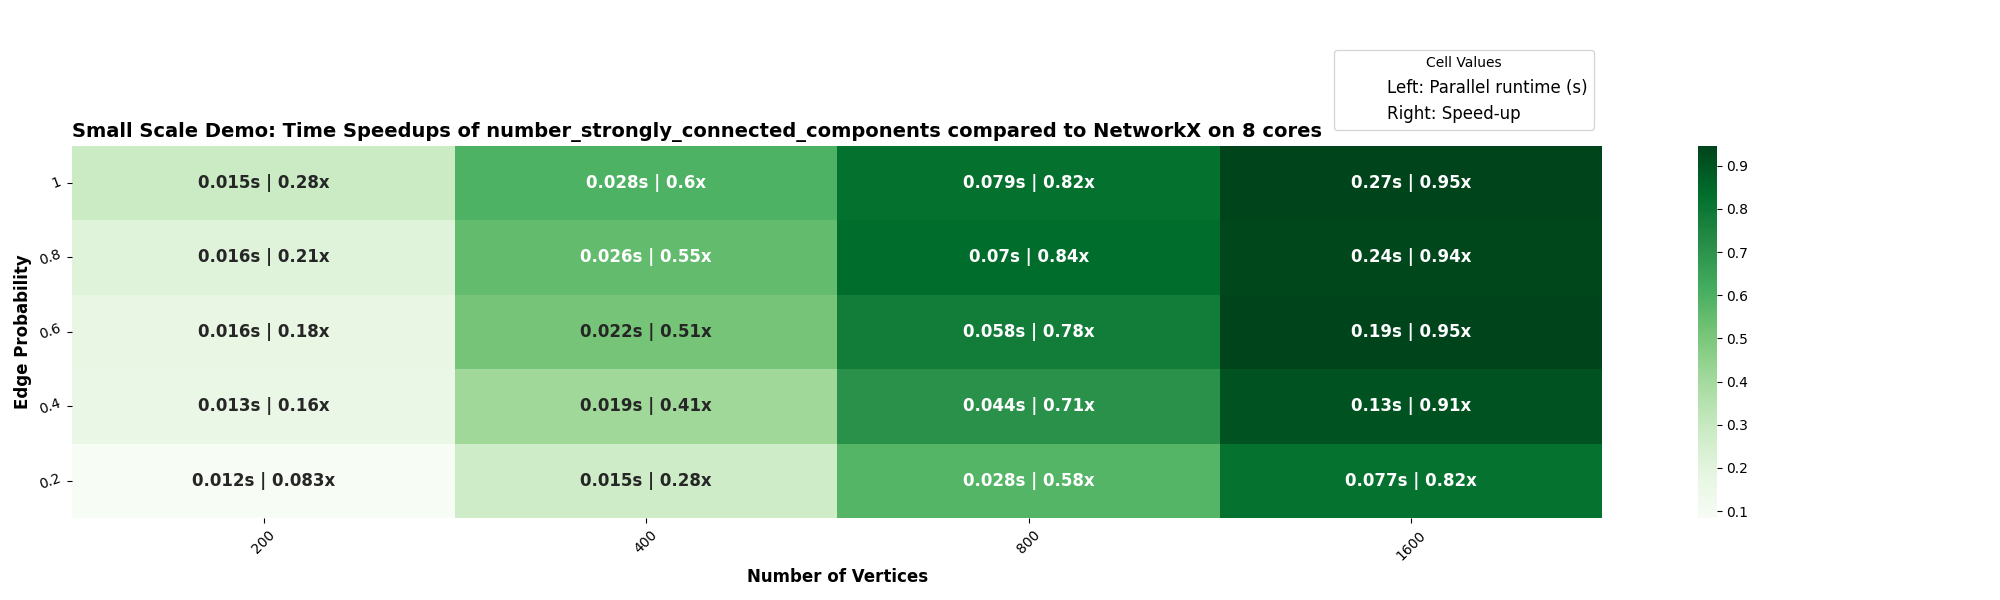 Cell Values
Left: Parallel runtime (s)
Right: Speed-up
Small Scale Demo: Time Speedups of number_strongly_connected_components compared to NetworkX on 8 cores
Edge Probability
1
0.015s | 0.28x
0.028s | 0.6x
0.079s | 0.82x
0.27s | 0.95x
0.8
0.016s | 0.21x
0.026s | 0.55x
0.07s | 0.84x
0.24s | 0.94x
0.6
0.016s | 0.18x
0.022s | 0.51x
0.058s | 0.78x
0.19s | 0.95x
0.4
0.013s | 0.16x
0.019s | 0.41x
0.044s | 0.71x
0.13s | 0.91x
0.2
0.012s | 0.083x
0.015s | 0.28x
0.028s | 0.58x
0.077s | 0.82x
200
400
800
1600
Number of Vertices
0.9
0.8
0.7
0.6
0.5
0.4
0.3
0.2
0.1